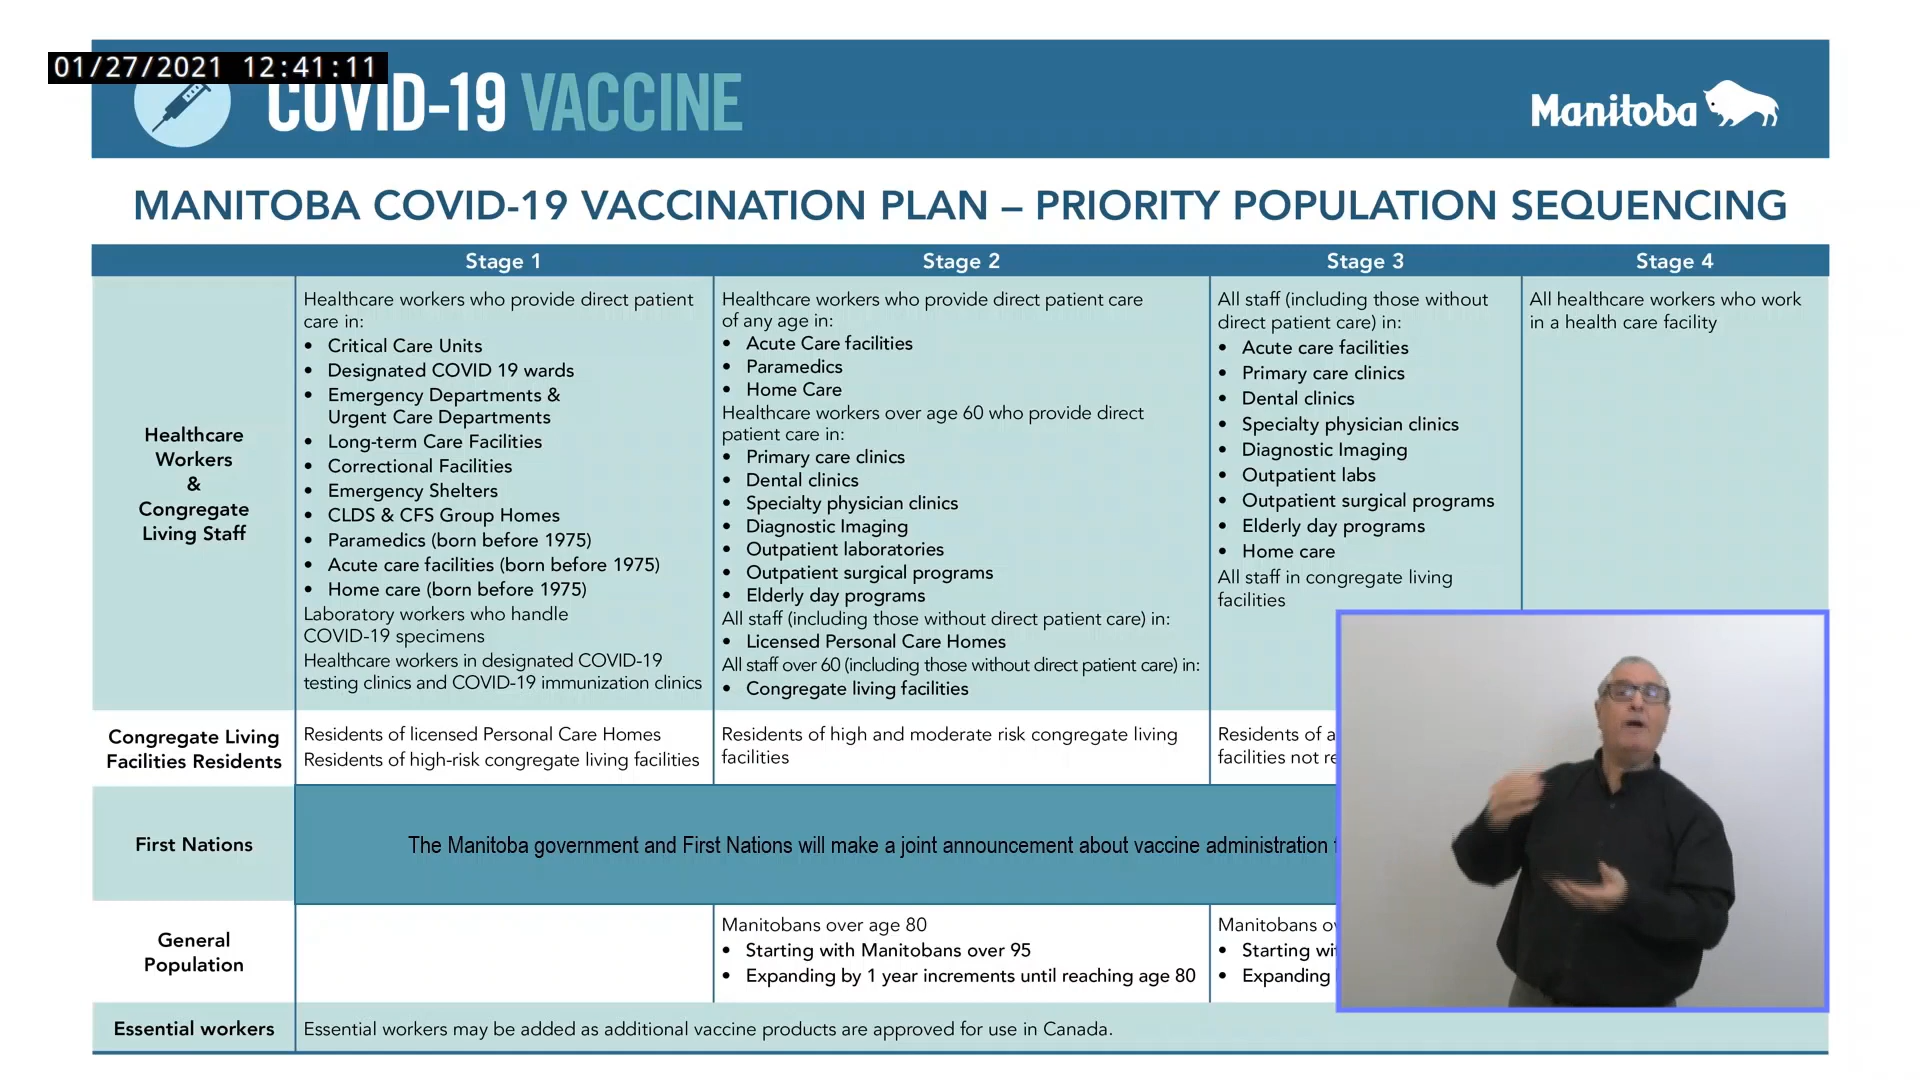 01/27/2021 12:41:11
COVID-19 VACCINE
Manitoba
MANITOBA COVID-19 VACCINATION PLAN – PRIORITY POPULATION SEQUENCING
Stage 1
Stage 2
Stage 3
Stage 4
Healthcare
Workers
&
Congregate
Living Staff
Healthcare workers who provide direct patient
care in:
• Critical Care Units
• Designated COVID 19 wards
• Emergency Departments &
Urgent Care Departments
• Long-term Care Facilities
• Correctional Facilities
• Emergency Shelters
• CLDS & CFS Group Homes
• Paramedics (born before 1975)
• Acute care facilities (born before 1975)
• Home care (born before 1975)
Laboratory workers who handle
COVID-19 specimens
Healthcare workers in designated COVID-19
testing clinics and COVID-19 immunization clinics
Healthcare workers who provide direct patient care
of any age in:
• Acute Care facilities
• Paramedics
• Home Care
Healthcare workers over age 60 who provide direct
patient care in:
• Primary care clinics
• Dental clinics
• Specialty physician clinics
• Diagnostic Imaging
• Outpatient laboratories
• Outpatient surgical programs
• Elderly day programs
All staff (including those without direct patient care) in:
• Licensed Personal Care Homes
All staff over 60 (including those without direct patient care) in:
• Congregate living facilities
All staff (including those without
direct patient care) in:
• Acute care facilities
• Primary care clinics
• Dental clinics
• Specialty physician clinics
• Diagnostic Imaging
• Outpatient labs
• Outpatient surgical programs
• Elderly day programs
• Home care
All staff in congregate living
facilities
All healthcare workers who work
in a health care facility
Congregate Living
Facilities Residents
Residents of licensed Personal Care Homes
Residents of high-risk congregate living facilities
Residents of high and moderate risk congregate living
facilities
Residents of
facilities not
First Nations
The Manitoba government and First Nations will make a joint announcement about vaccine administration
General
Population
Manitobans over age 80
• Starting with Manitobans over 95
• Expanding by 1 year increments until reaching age 80
Manitobans
• Starting
• Expanding
Essential workers
Essential workers may be added as additional vaccine products are approved for use in Canada.